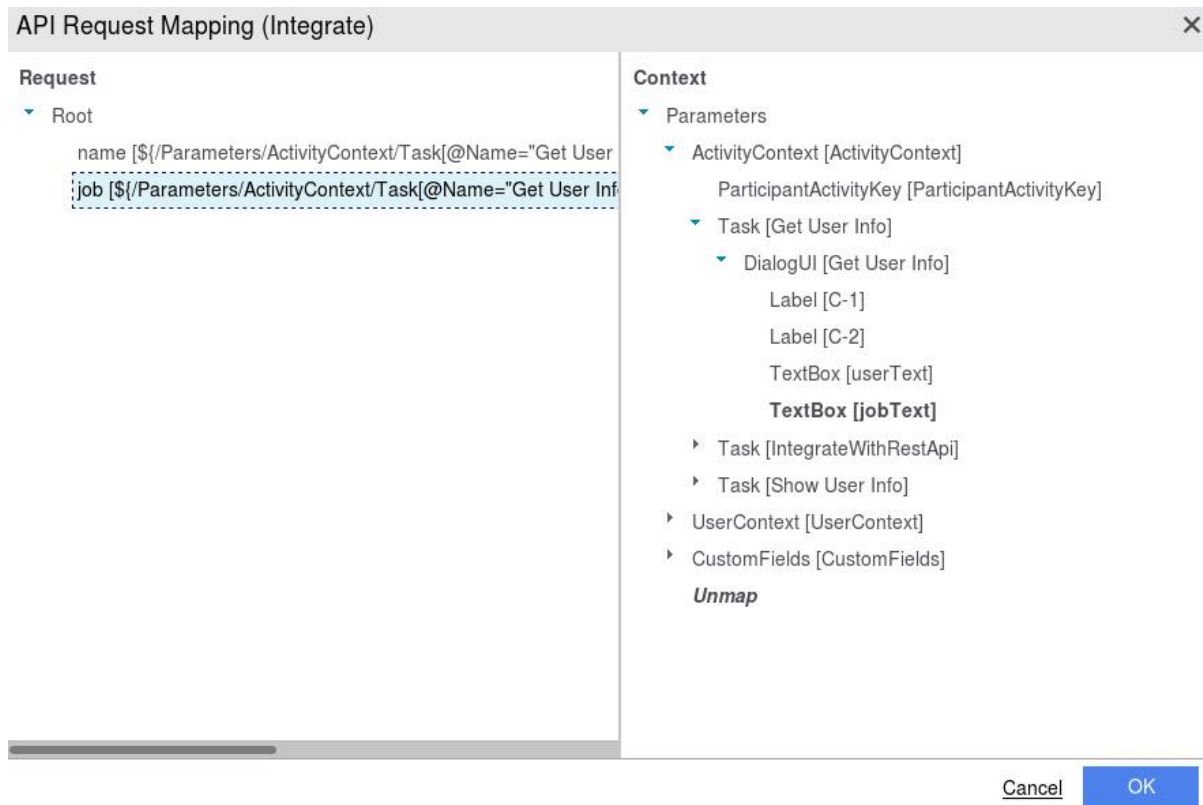 API Request Mapping (Integrate)
Request
Root
name [${/Parameters/ActivityContext/Task[@Name="Get User
job [${/Parameters/ActivityContext/Task[@Name="Get User Inf
Context
Parameters
ActivityContext [ActivityContext]
ParticipantActivityKey [ParticipantActivityKey]
Task [Get User Info]
DialogUI [Get User Info]
Label [C-1]
Label [C-2]
TextBox [userText]
TextBox [jobText]
Task [IntegrateWithRestApi]
Task [Show User Info]
UserContext [UserContext]
CustomFields [CustomFields]
Unmap
Cancel
OK